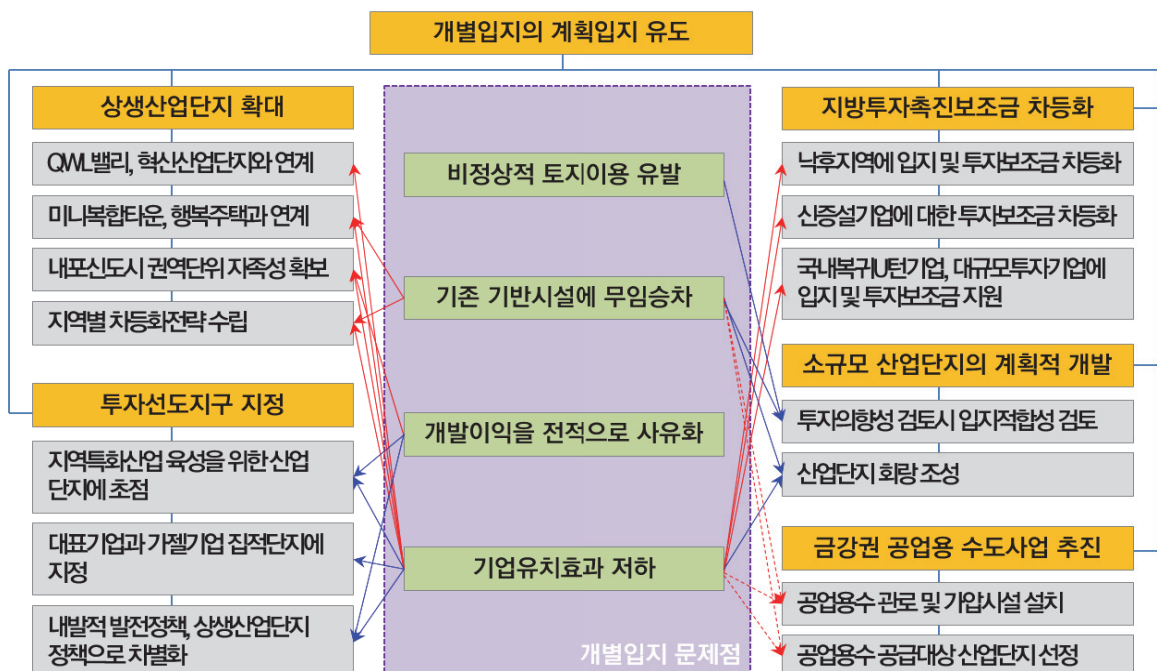 개별입지의 계획입지 유도
상생산업단지 확대
QWL밸리, 혁신산업단지와 연계
미니복합타운, 행복주택과 연계
내포신도시 권역단위 자족성 확보
지역별 차등화전략 수립
투자선도지구 지정
지역특화산업 육성을 위한 산업
단지에 초점
대표기업과 가젤기업 집적단지에
지정
내발적 발전정책, 상생산업단지
정책으로 차별화
비정상적 토지이용 유발
기존 기반시설에 무임승차
개발이익을 전적으로 사유화
기업유치효과 저하
개별입지 문제점
지방투자촉진보조금 차등화
낙후지역에 입지 및 투자보조금 차등화
신증설기업에 대한 투자보조금 차등화
국내복귀U턴기업, 대규모투자기업에
입지 및 투자보조금 지원
소규모 산업단지의 계획적 개발
투자의향성 검토시 입지적합성 검토
산업단지 회랑 조성
금강권 공업용 수도사업 추진
공업용수 관로 및 가압시설 설치
공업용수 공급대상 산업단지 선정